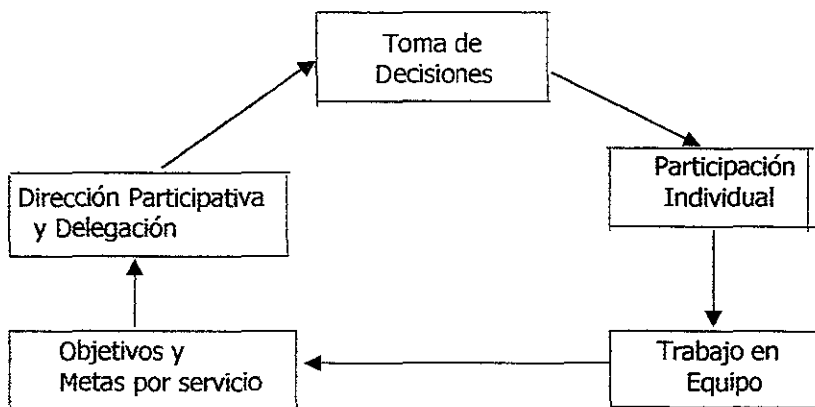 Toma de
Decisiones
Participación
Individual
Dirección Participativa
y Delegación
Objetivos y
Metas por servicio
Trabajo en
Equipo